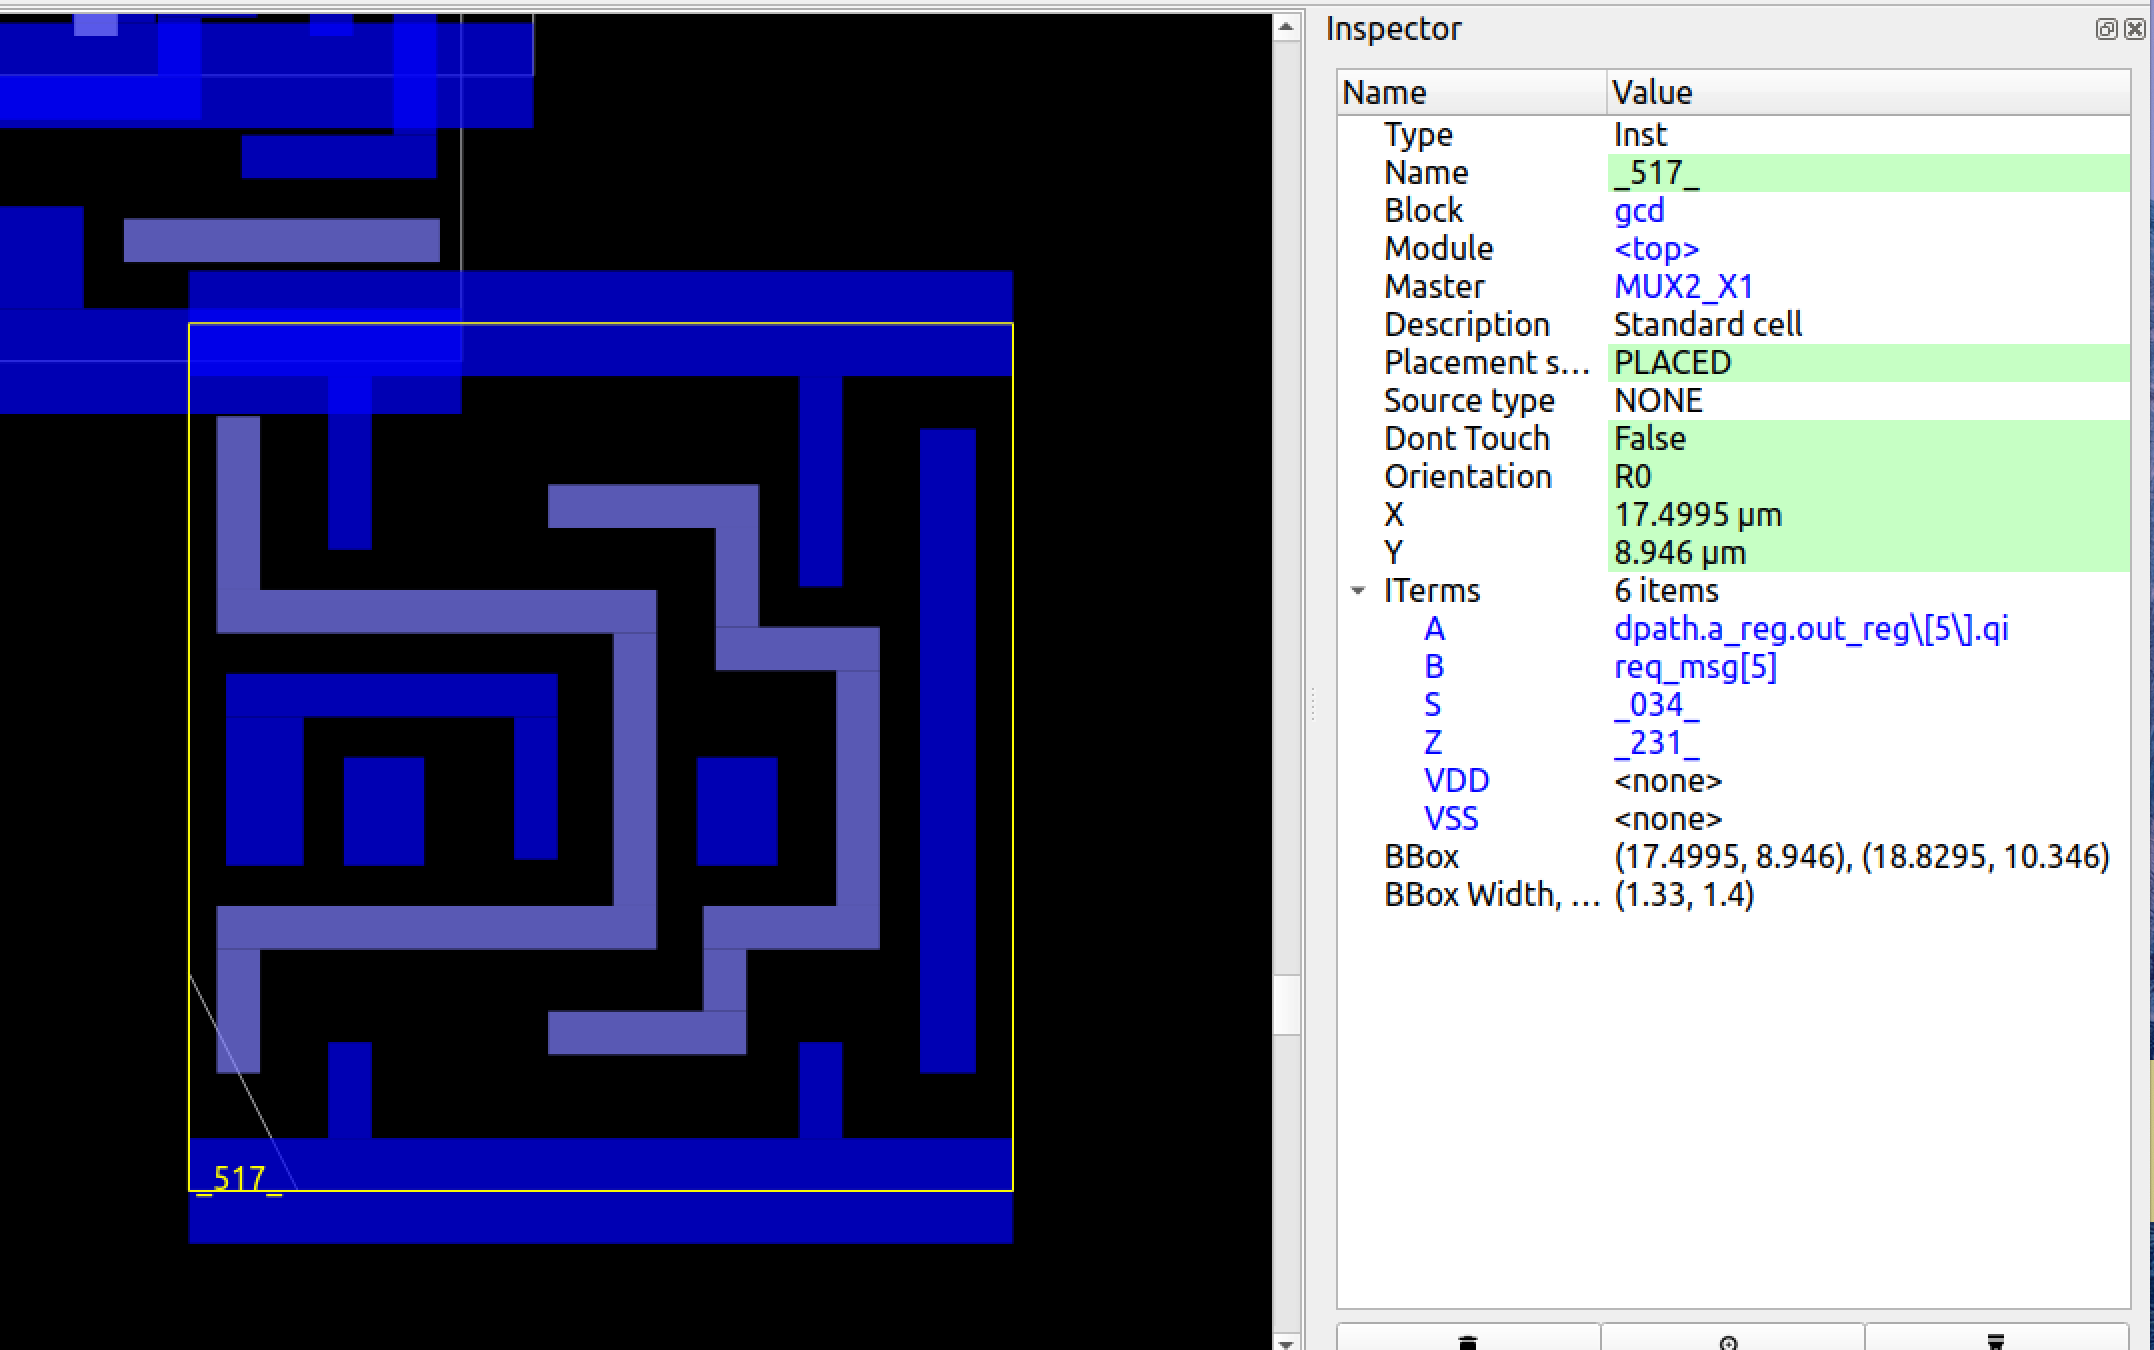 Inspector
Name Value
Type Inst
Name _517_
Block gcd
Module <top>
Master MUX2_X1
Description Standard cell
Placement s... PLACED
Source type NONE
Dont Touch False
Orientation R0
X 17.4995 μm
Y 8.946 μm
ITerms 6 items
A dpath.a_reg.out_reg\[5\].qi
B req_msg[5]
S _034_
Z _231_
VDD <none>
VSS <none>
BBox (17.4995, 8.946), (18.8295, 10.346)
BBox Width, ... (1.33, 1.4)
_517_